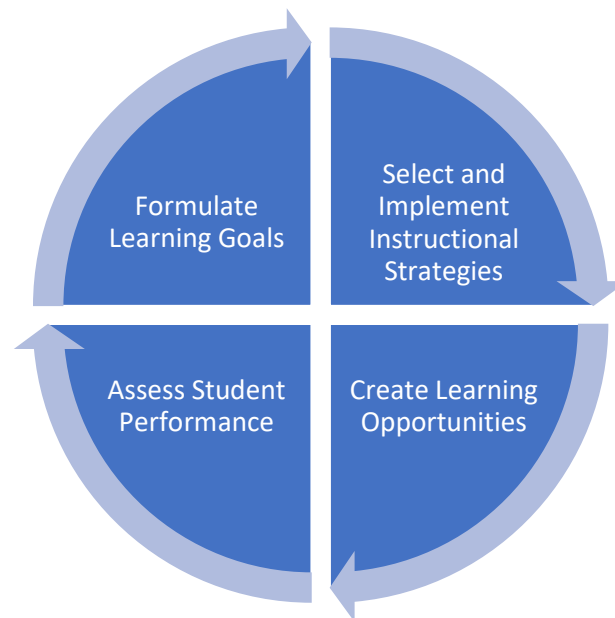 Formulate
Learning Goals
Select and
Implement
Instructional
Strategies
Assess Student
Performance
Create Learning
Opportunities